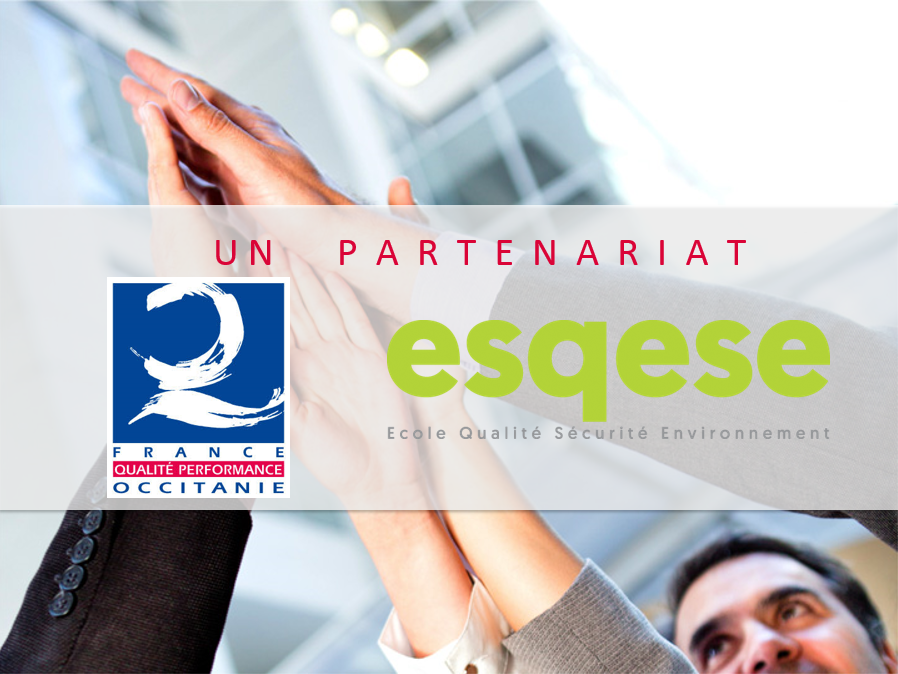 UN PARTENARIAT
FRANCE
QUALITÉ PERFORMANCE
OCCITANIE
esqese
Ecole Qualité Sécurité Environnement